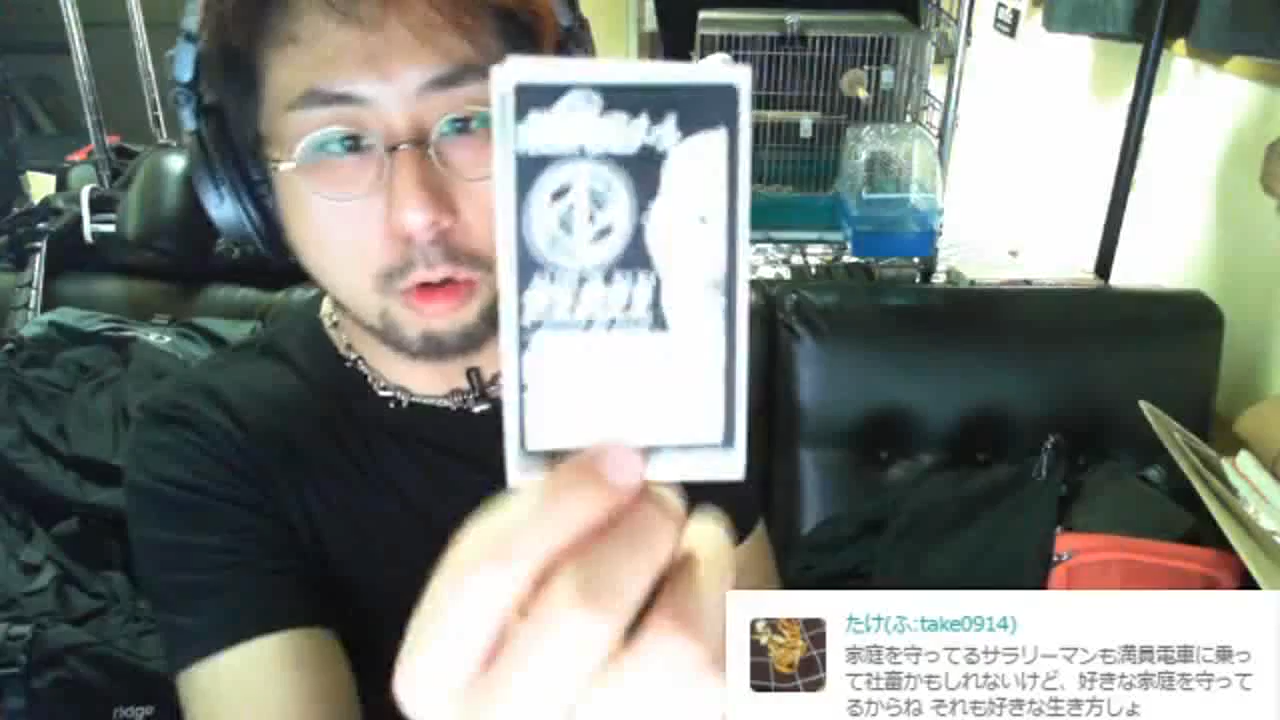 たけ(ふ:take0914)
家庭を守ってるサラリーマンも満員電車に乗っ
て社畜かもしれないけど、好きな家庭を守って
るからね それも好きな生き方しょ
ridge